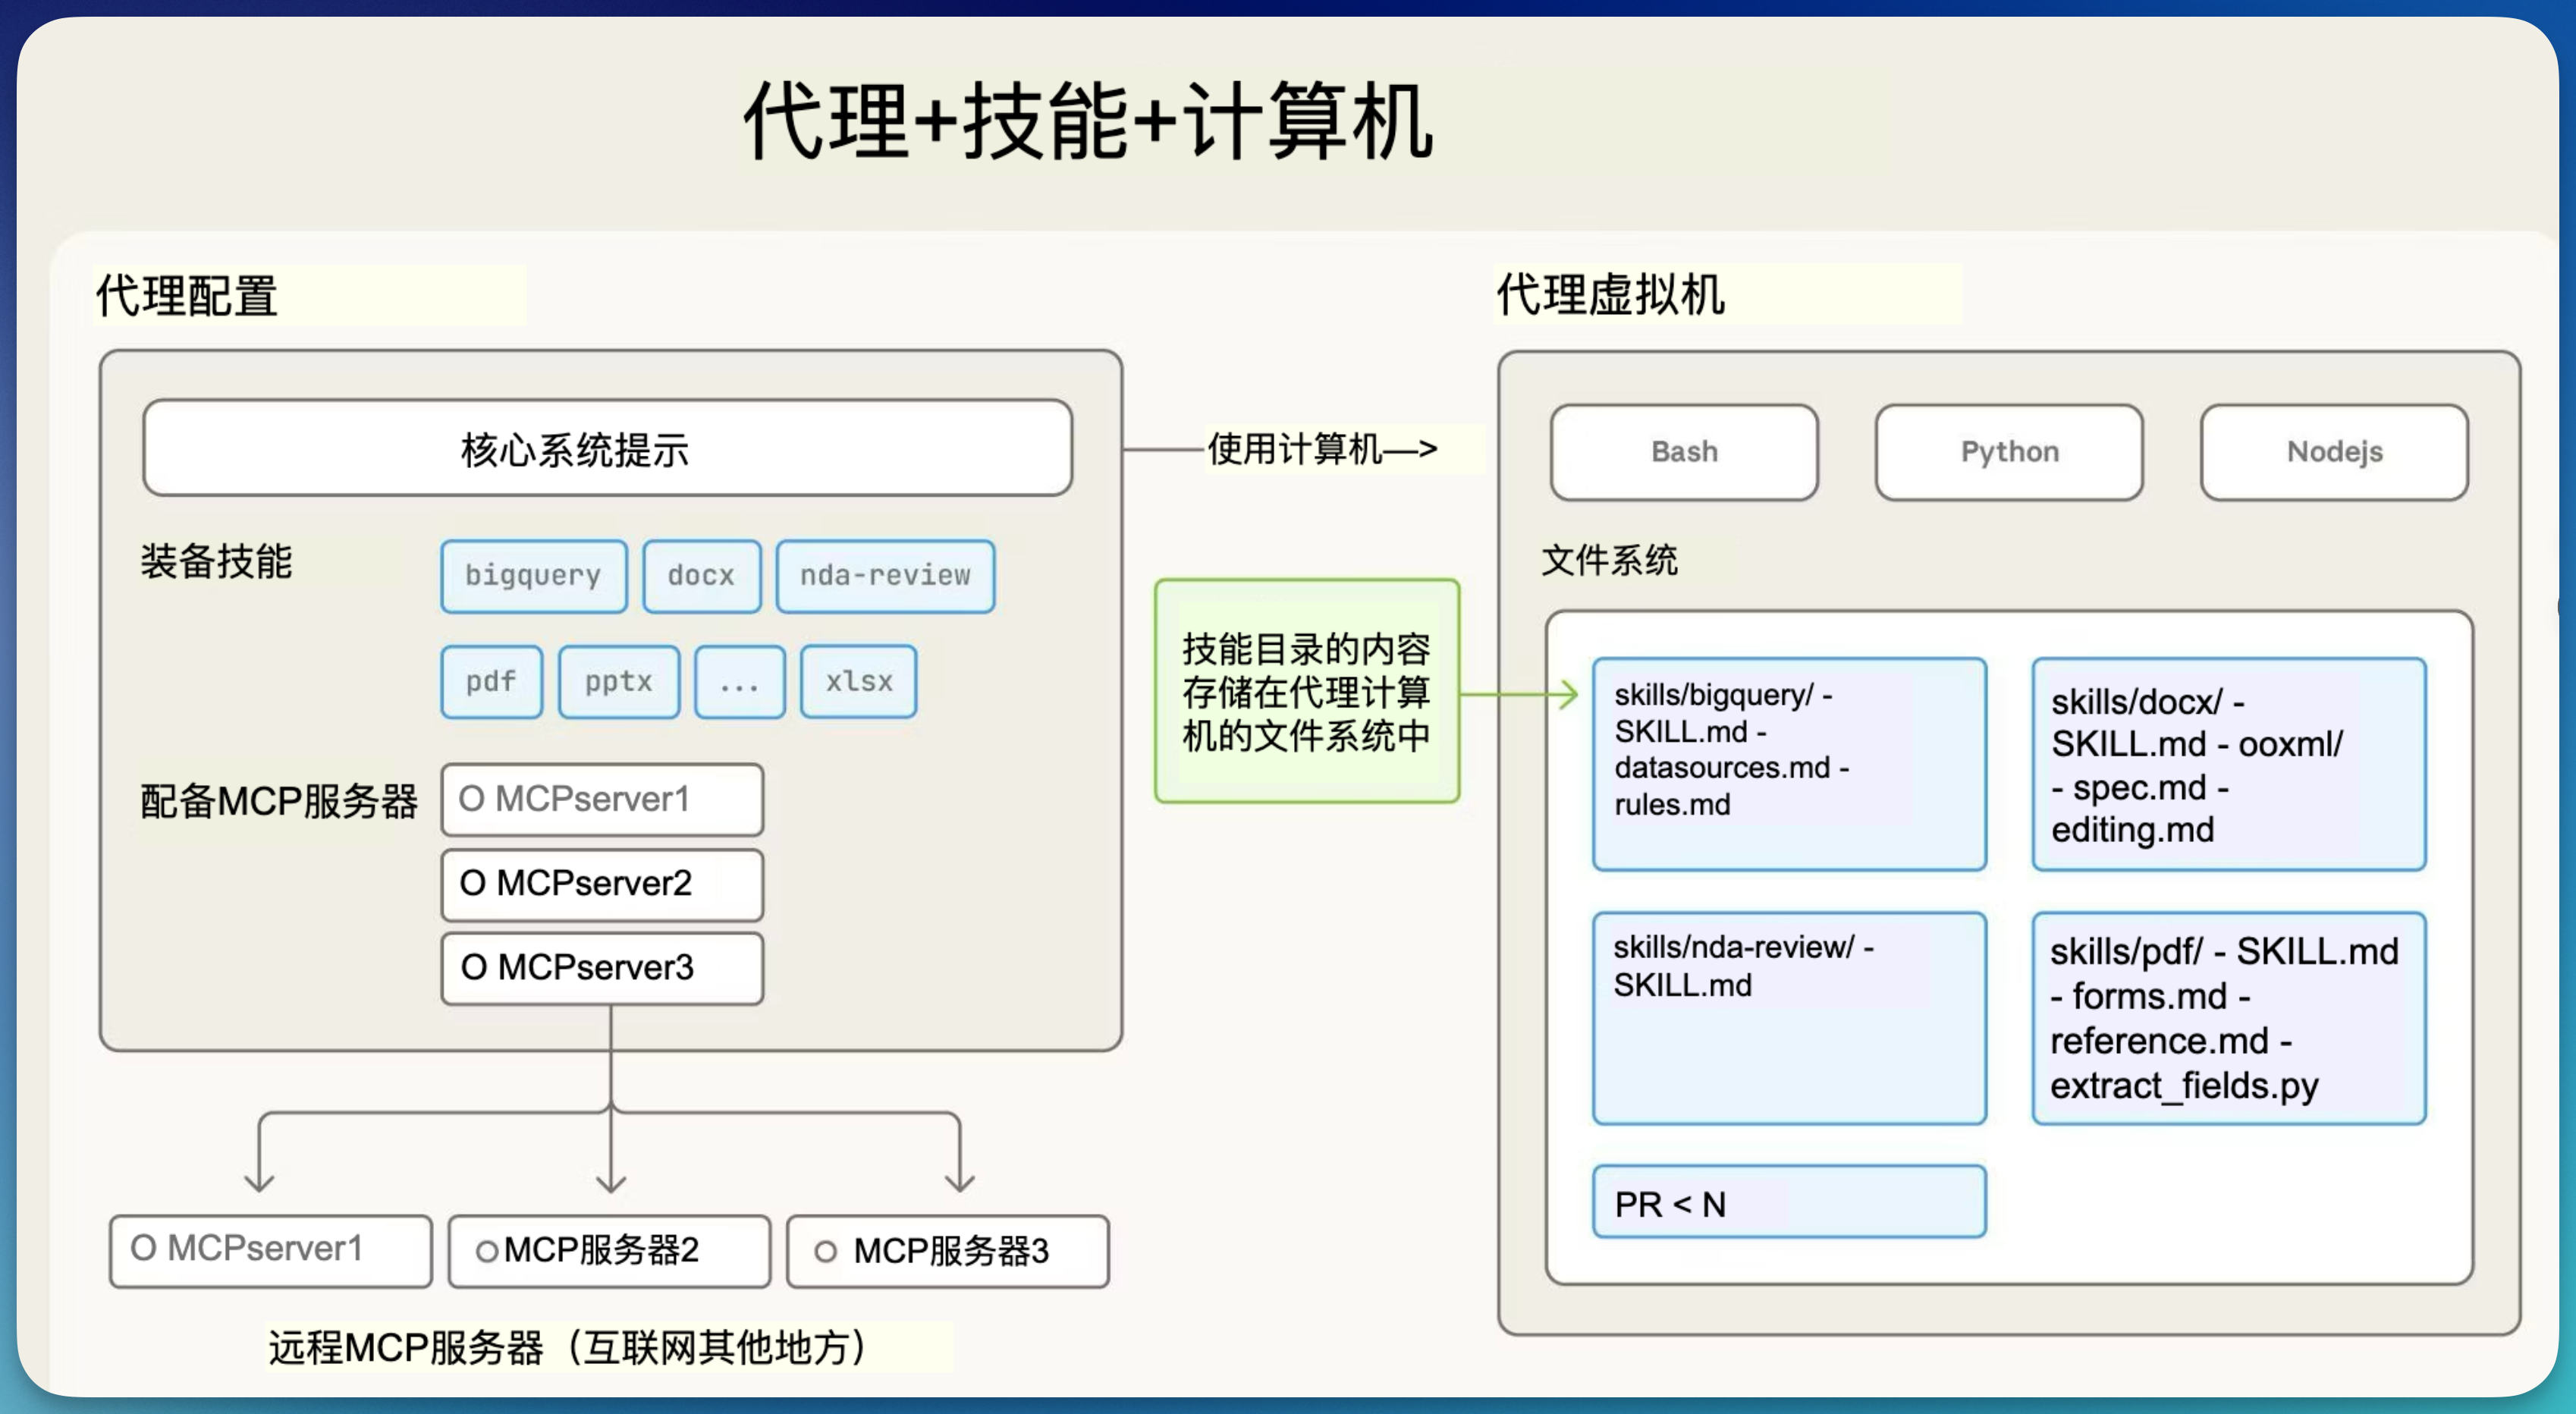 代理+技能+计算机
代理配置
核心系统提示
装备技能
bigquery
docx
nda-review
pdf
pptx
...
xlsx
配备MCP服务器
O MCPserver1
O MCPserver2
O MCPserver3
O MCPserver1
MCP服务器2
MCP服务器3
远程MCP服务器（互联网其他地方）
使用计算机—>
技能目录的内容
存储在代理计算
机的文件系统中
代理虚拟机
Bash
Python
Nodejs
文件系统
skills/bigquery/ -
SKILL.md -
datasources.md -
rules.md
skills/docx/ -
SKILL.md - ooxml/
- spec.md -
editing.md
skills/nda-review/ -
SKILL.md
skills/pdf/ - SKILL.md
- forms.md -
reference.md -
extract_fields.py
PR < N